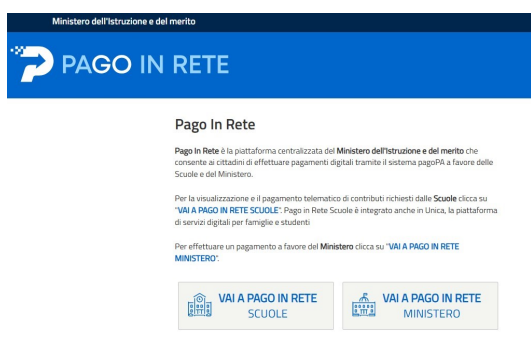 Ministero dell'Istruzione e del merito
PAGO IN RETE
Pago In Rete
Pago In Rete è la piattaforma centralizzata del Ministero dell'Istruzione e del merito che
consente ai cittadini di effettuare pagamenti digitali tramite il sistema pagoPA a favore delle
Scuole e del Ministero.
Per la visualizzazione e il pagamento telematico di contributi richiesti dalle Scuole clicca su
"VAI A PAGO IN RETE SCUOLE". Pago in Rete Scuole è integrato anche in Unica, la piattaforma
di servizi digitali per famiglie e studenti
Per effettuare un pagamento a favore del Ministero clicca su "VAI A PAGO IN RETE
MINISTERO".
VAI A PAGO IN RETE
SCUOLE
VAI A PAGO IN RETE
MINISTERO